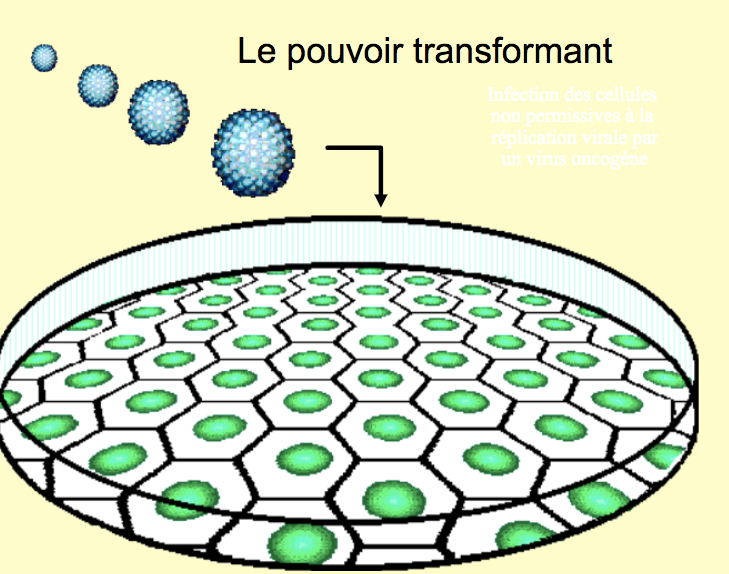 Le pouvoir transformant
Infection des cellules
non permissives à la
réplication virale par
un virus oncogène